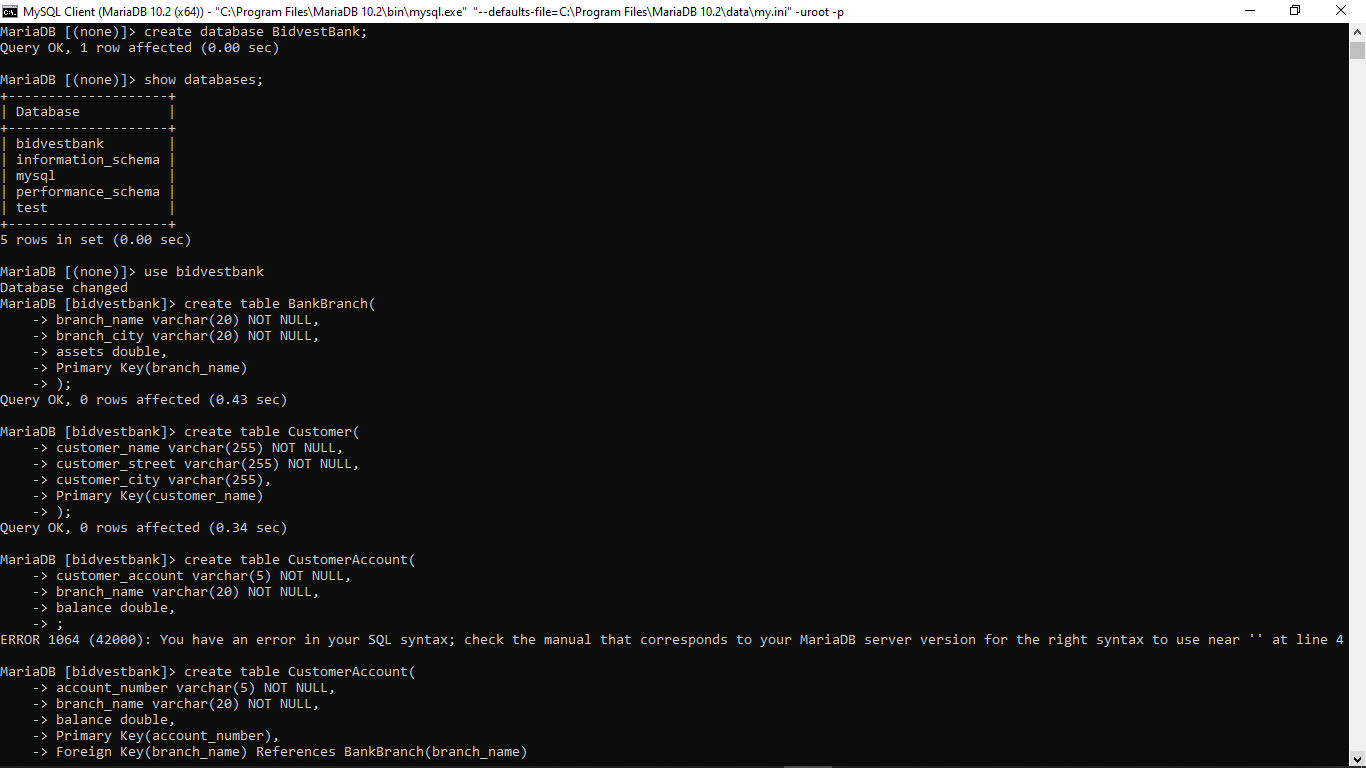 MySQL Client (MariaDB 10.2 (x64)) - "C:\Program Files\MariaDB 10.2\bin\mysql.exe" "--defaults-file=C:\Program Files\MariaDB 10.2\data\my.ini" -uroot -p
MariaDB [(none)]> create database BidvestBank;
Query OK, 1 row affected (0.00 sec)

MariaDB [(none)]> show databases;
+--------------------+
| Database           |
+--------------------+
| bidvestbank        |
| information_schema |
| mysql              |
| performance_schema |
| test               |
+--------------------+
5 rows in set (0.00 sec)

MariaDB [(none)]> use bidvestbank
Database changed
MariaDB [bidvestbank]> create table BankBranch(
    -> branch_name varchar(20) NOT NULL,
    -> branch_city varchar(20) NOT NULL,
    -> assets double,
    -> Primary Key(branch_name)
    -> );
Query OK, 0 rows affected (0.43 sec)

MariaDB [bidvestbank]> create table Customer(
    -> customer_name varchar(255) NOT NULL,
    -> customer_street varchar(255) NOT NULL,
    -> customer_city varchar(255),
    -> Primary Key(customer_name)
    -> );
Query OK, 0 rows affected (0.34 sec)

MariaDB [bidvestbank]> create table CustomerAccount(
    -> customer_account varchar(5) NOT NULL,
    -> branch_name varchar(20) NOT NULL,
    -> balance double,
    -> ;
ERROR 1064 (42000): You have an error in your SQL syntax; check the manual that corresponds to your MariaDB server version for the right syntax to use near '' at line 4

MariaDB [bidvestbank]> create table CustomerAccount(
    -> account_number varchar(5) NOT NULL,
    -> branch_name varchar(20) NOT NULL,
    -> balance double,
    -> Primary Key(account_number),
    -> Foreign Key(branch_name) References BankBranch(branch_name)